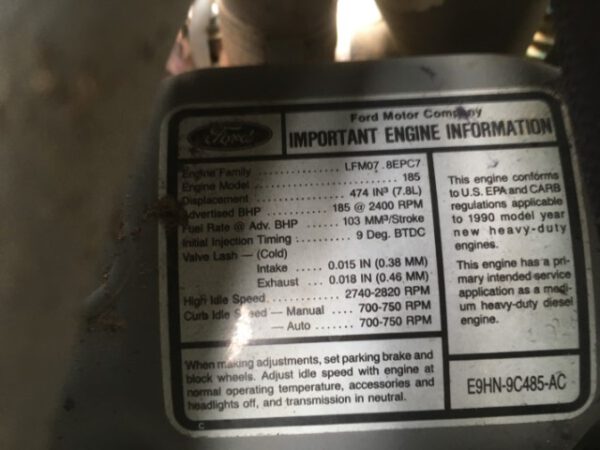 Ford
Ford Motor Company
IMPORTANT ENGINE INFORMATION
Engine Family .................. LFM07.8EPC7
Engine Model .................. 185
Displacement .................. 474 IN³ (7.8L)
Advertised BHP .............. 185 @ 2400 RPM
Fuel Rate @ Adv. BHP ..... 103 MM³/Stroke
Initial Injection Timing : ............ 9 Deg. BTDC
Valve Lash — (Cold)
Intake ..... 0.015 IN (0.38 MM)
Exhaust ... 0.018 IN (0.46 MM)
High Idle Speed ............. 2740-2820 RPM
Curb Idle Speed — Manual .... 700-750 RPM
— Auto ....... 700-750 RPM
This engine conforms
to U.S. EPA and CARB
regulations applicable
to 1990 model year
new heavy-duty
engines.
This engine has a pri-
mary intended service
application as a medi-
um heavy-duty diesel
engine.
When making adjustments, set parking brake and
block wheels. Adjust idle speed with engine at
normal operating temperature, accessories and
headlights off, and transmission in neutral.
E9HN-9C485-AC
C